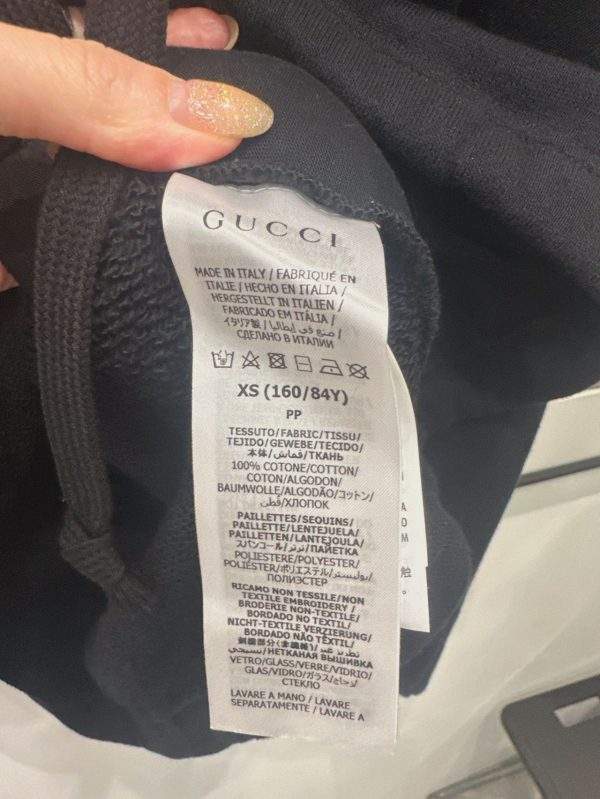 GUCCI
MADE IN ITALY / FABRIQUÉ EN
ITALIE / HECHO EN ITALIA /
HERGESTELLT IN ITALIEN /
FABRICADO EM ITÁLIA /
イタリア製 / صنع في إيطاليا /
СДЕЛАНО В ИТАЛИИ
XS (160/84Y)
PP
TESSUTO/FABRIC/TISSU/
TEJIDO/GEWEBE/TECIDO/
本体/قماش/ТКАНЬ
100% COTONE/COTTON/
COTON/ALGODON/
BAUMWOLLE/ALGODÃO/コットン/
قطن/ХЛОПОК
PAILLETTES/SEQUINS/
PAILLETTE/LENTEJUELA/
PAILLETTEN/LANTEJOULA/
スパンコール/ترتر/ПАЙЕТКА
POLIESTERE/POLYESTER/
POLIÉSTER/ポリエステル/بوليستر/
ПОЛИЭСТЕР
RICAMO NON TESSILE/NON
TEXTILE EMBROIDERY /
BRODERIE NON-TEXTILE/
BORDADO NO TEXTIL/
NICHT-TEXTILE VERZIERUNG/
BORDADO NÃO TÊXTIL/
刺繍部分(非繊維)/تطريز غير
نسيجي/НЕТКАНАЯ ВЫШИВКА
VETRO/GLASS/VERRE/VIDRIO/
GLAS/VIDRO/ガラス/زجاج/
СТЕКЛО
LAVARE A MANO / LAVARE
SEPARATAMENTE / LAVARE A
A
O
M
触